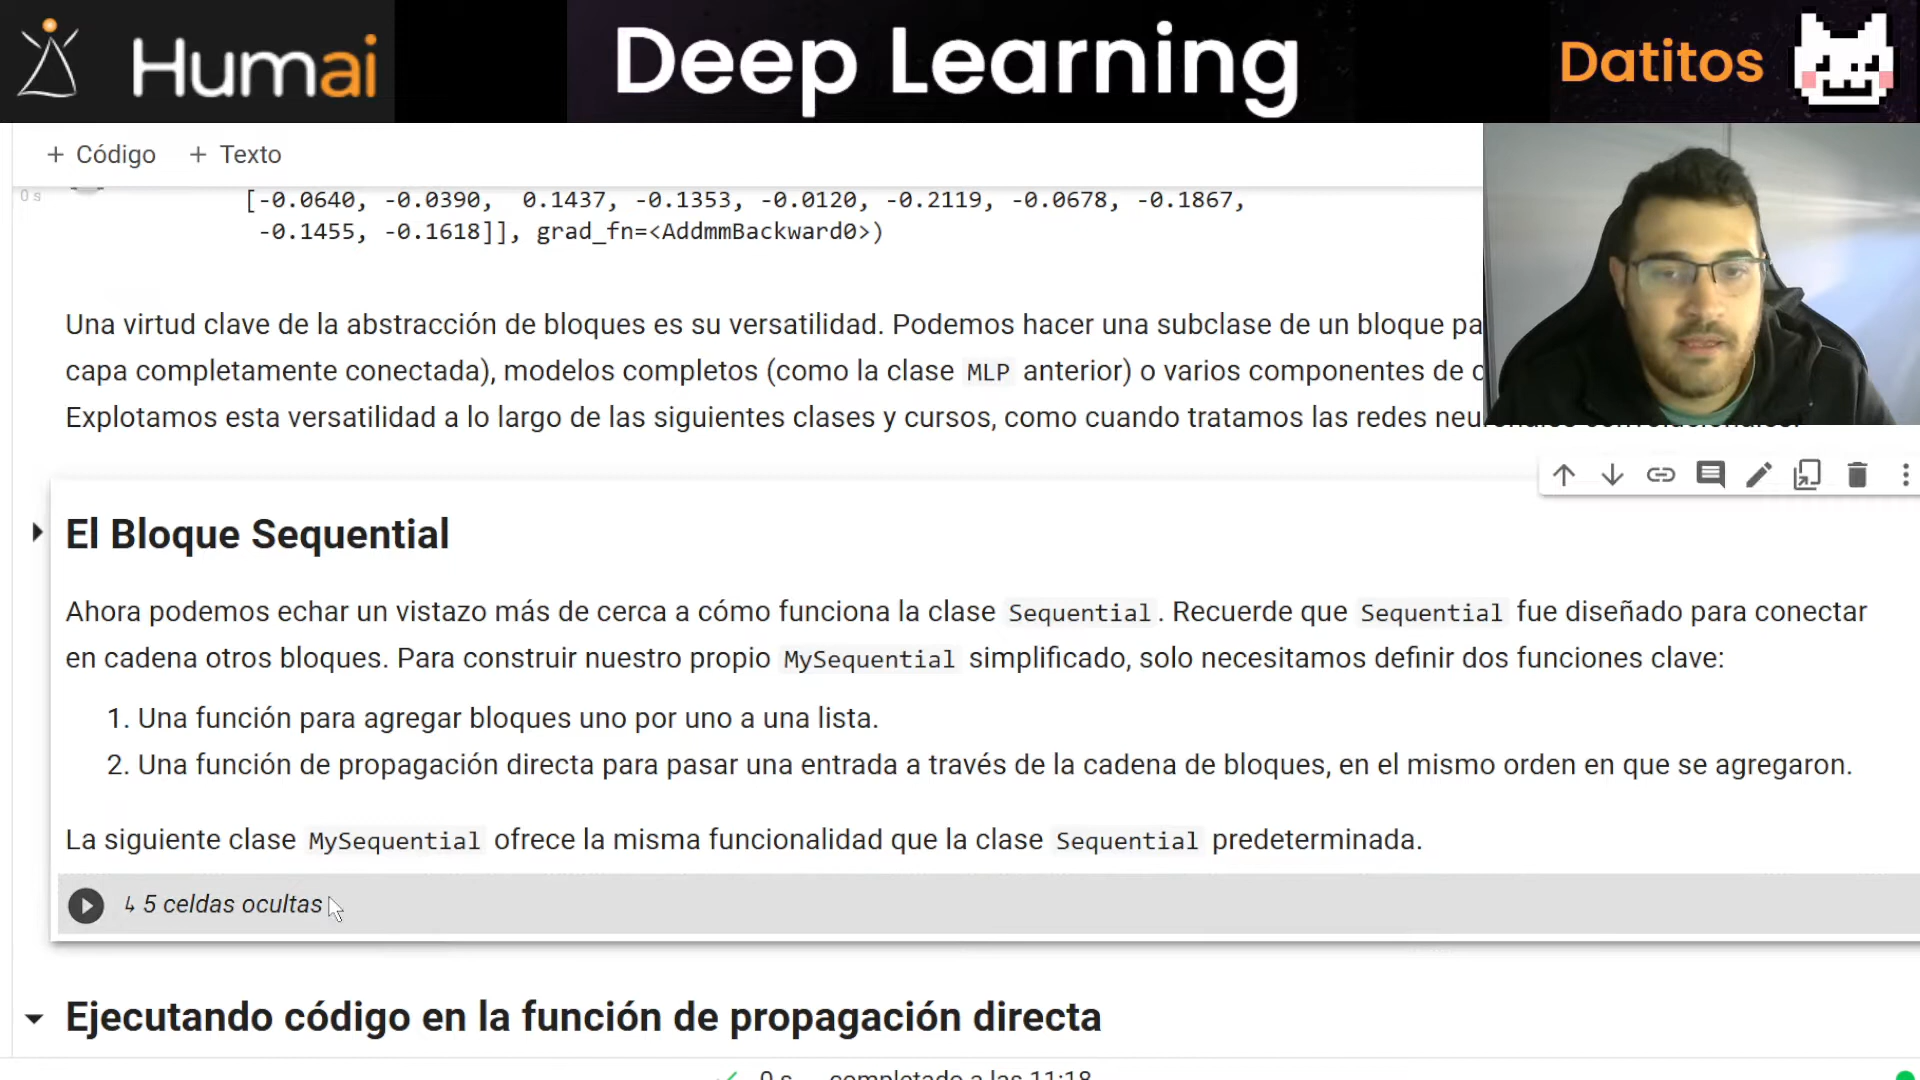 Humai
Deep Learning
Datitos
+ Código + Texto
0 s
[-0.0640, -0.0390, 0.1437, -0.1353, -0.0120, -0.2119, -0.0678, -0.1867,
-0.1455, -0.1618]], grad_fn=<AddmmBackward0>)
Una virtud clave de la abstracción de bloques es su versatilidad. Podemos hacer una subclase de un bloque pa
capa completamente conectada), modelos completos (como la clase MLP anterior) o varios componentes de c
Explotamos esta versatilidad a lo largo de las siguientes clases y cursos, como cuando tratamos las redes
El Bloque Sequential
Ahora podemos echar un vistazo más de cerca a cómo funciona la clase Sequential. Recuerde que Sequential fue diseñado para conectar
en cadena otros bloques. Para construir nuestro propio MySequential simplificado, solo necesitamos definir dos funciones clave:
1. Una función para agregar bloques uno por uno a una lista.
2. Una función de propagación directa para pasar una entrada a través de la cadena de bloques, en el mismo orden en que se agregaron.
La siguiente clase MySequential ofrece la misma funcionalidad que la clase Sequential predeterminada.
↳ 5 celdas ocultas
Ejecutando código en la función de propagación directa
0 s completado a las 11:18